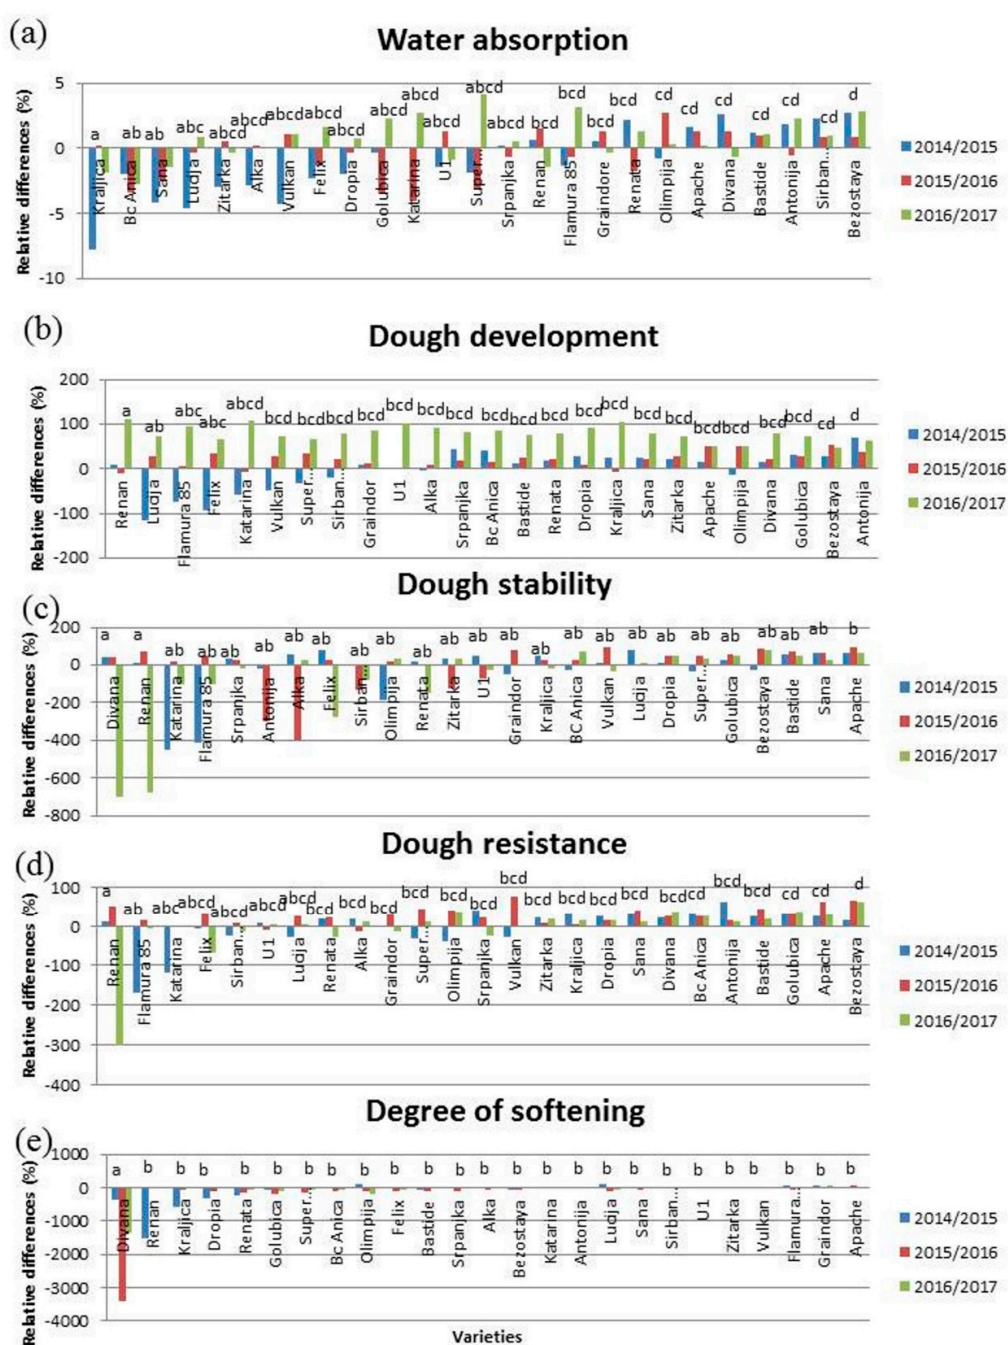 (a)
Water absorption
Relative differences (%)
5
0
-5
-10
a ab ab abc abcd abcd abcd abcd abcd abcd abcd abcd abcd abcd bcd bcd bcd bcd cd cd cd cd cd cd d
Kraljica Bc Anica Sana Ludja Zitarka Alka Vulkan Felix Dropia Golubica Katarina U1 Super... Srpanjka Renan Flamura 85 Graindore Renata Olimpija Apache Divana Bastide Antonija Sirban... Bezostaya
2014/2015
2015/2016
2016/2017
(b)
Dough development
Relative differences (%)
200
100
0
-100
-200
a ab abc abc abcd bcd bcd bcd bcd bcd bcd bcd bcd bcd bcd bcd bcd bcd bcd bcd bcd bcd bcd cd d
Renan Ludja Flamura 85 Felix Katarina Vulkan Super... Sirban... Graindor U1 Alka Srpanjka Bc Anica Bastide Renata Dropia Kraljica Sana Zitarka Apache Olimpija Divana Golubica Bezostaya Antonija
2014/2015
2015/2016
2016/2017
(c)
Dough stability
Relative differences (%)
200
0
-200
-400
-600
-800
a a ab ab ab ab ab ab ab ab ab ab ab ab ab ab ab ab ab ab ab ab ab ab b
Divana Renan Katarina Flamura 85 Srpanjka Antonija Alka Felix Sirban... Olimpija Renata Zitarka U1 Graindor Kraljica BC Anica Vulkan Ludja Dropia Super... Golubica Bezostaya Bastide Sana Apache
2014/2015
2015/2016
2016/2017
(d)
Dough resistance
Relative differences (%)
100
0
-100
-200
-300
-400
a ab abc abcd abcd abcd abcd bcd bcd bcd bcd bcd bcd bcd bcd bcd bcd bcd bcd bcd bcd bcd cd cd d
Renan Flamura 85 Katarina Felix Sirban... U1 Ludja Renata Alka Graindor Super... Olimpija Srpanjka Vulkan Zitarka Kraljica Dropia Sana Divana Bc Anica Antonija Bastide Golubica Apache Bezostaya
2014/2015
2015/2016
2016/2017
(e)
Degree of softening
Relative differences (%)
1000
0
-1000
-2000
-3000
-4000
a b b b b b b b b b b b b b b b b b b b b b b b b
Divana Renan Kraljica Dropia Renata Golubica Super... Bc Anica Olimpija Felix Bastide Srpanjka Alka Bezostaya Katarina Antonija Ludja Sana Sirban... U1 Zitarka Vulkan Flamura... Graindor Apache
2014/2015
2015/2016
2016/2017
Varieties